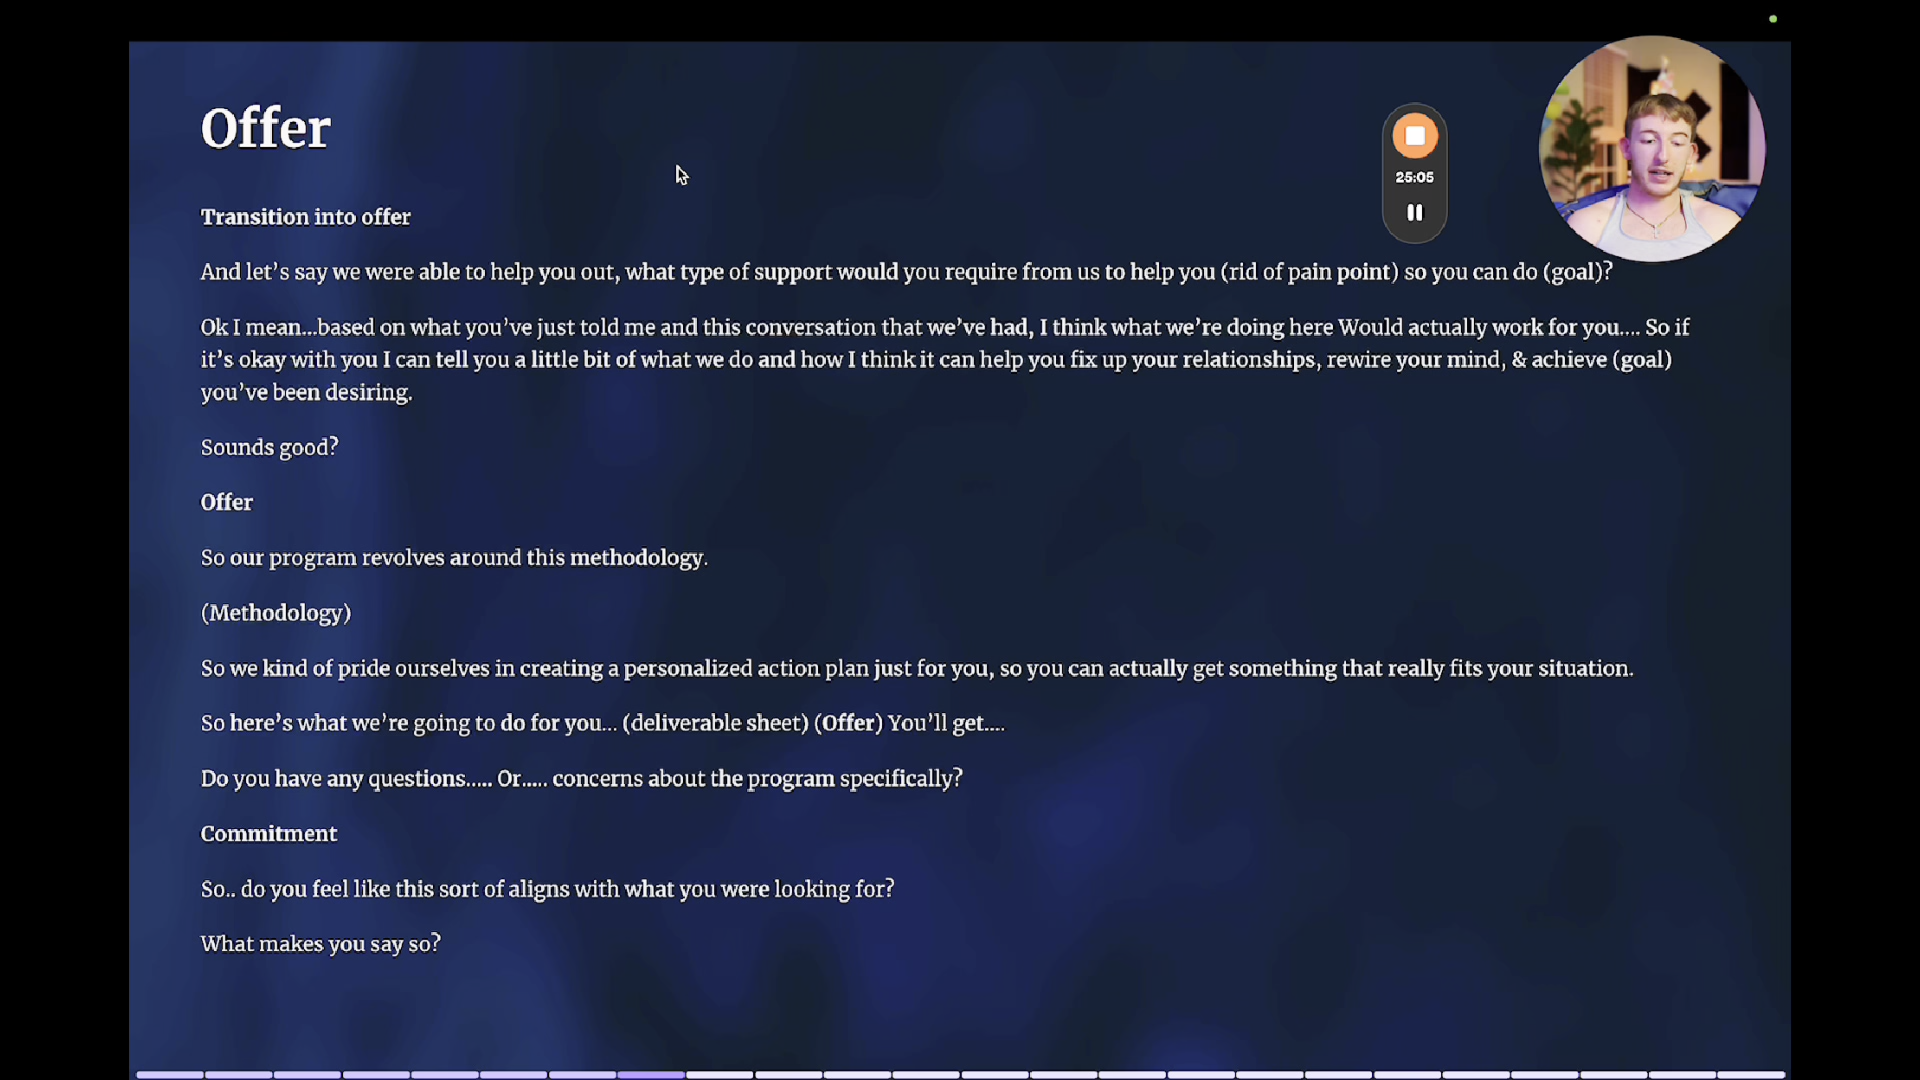 Offer
25:05
Transition into offer
And let’s say we were able to help you out, what type of support would you require from us to help you (rid of pain point) so you can do (goal)?
Ok I mean...based on what you’ve just told me and this conversation that we’ve had, I think what we’re doing here Would actually work for you.... So if
it’s okay with you I can tell you a little bit of what we do and how I think it can help you fix up your relationships, rewire your mind, & achieve (goal)
you’ve been desiring.
Sounds good?
Offer
So our program revolves around this methodology.
(Methodology)
So we kind of pride ourselves in creating a personalized action plan just for you, so you can actually get something that really fits your situation.
So here’s what we’re going to do for you... (deliverable sheet) (Offer) You’ll get....
Do you have any questions..... Or..... concerns about the program specifically?
Commitment
So.. do you feel like this sort of aligns with what you were looking for?
What makes you say so?